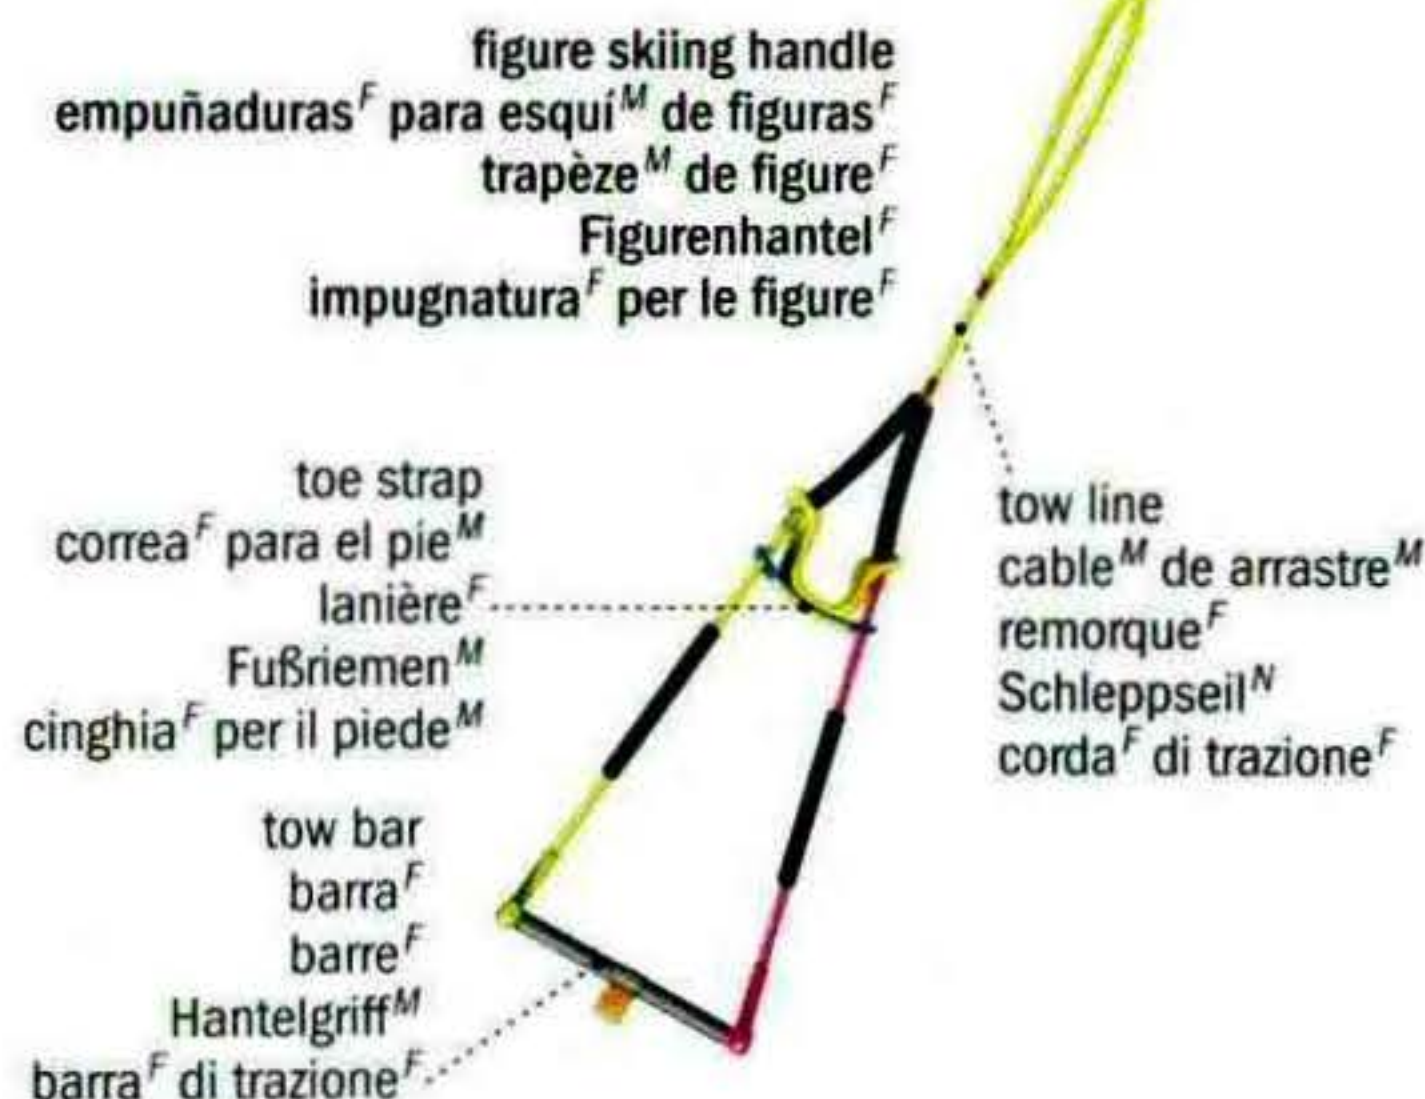 figure skiing handle
empuñaduras^F para esquí^M de figuras^F
trapèze^M de figure^F
Figurenhantel^F
impugnatura^F per le figure^F
toe strap
correa^F para el pie^M
lanière^F
Fußriemen^M
cinghia^F per il piede^M
tow line
cable^M de arrastre^M
remorque^F
Schleppseil^N
corda^F di trazione^F
tow bar
barra^F
barre^F
Hantelgriff^M
barra^F di trazione^F